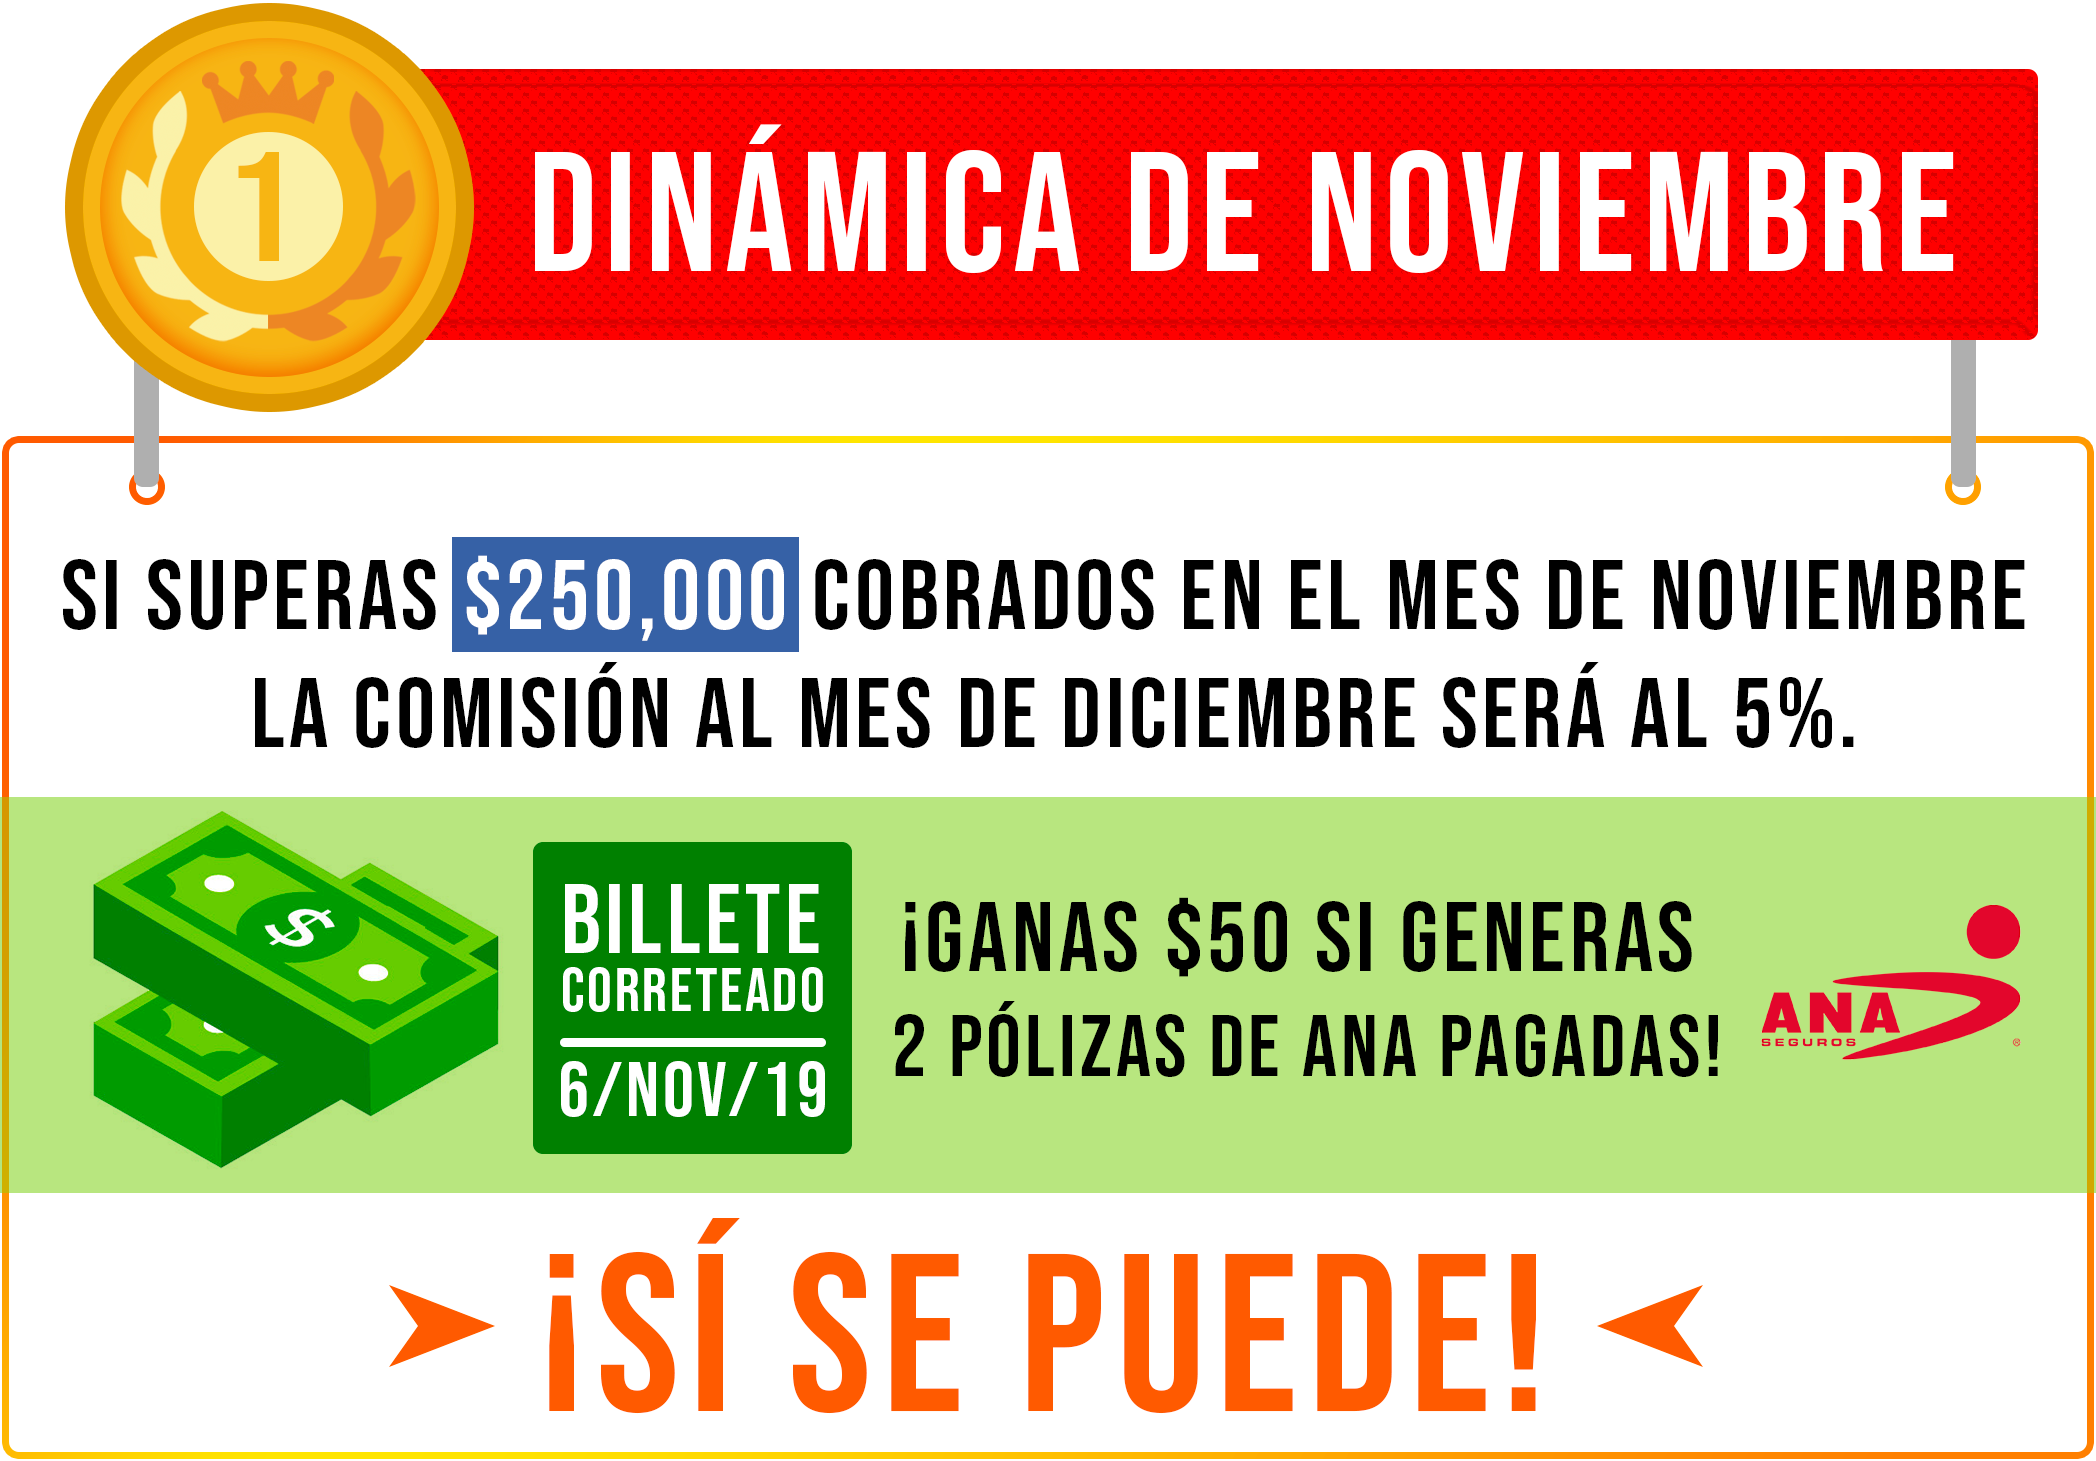 1
DINÁMICA DE NOVIEMBRE
SI SUPERAS $250,000 COBRADOS EN EL MES DE NOVIEMBRE
LA COMISIÓN AL MES DE DICIEMBRE SERÁ AL 5%.
$
BILLETE
CORRETEADO
6/NOV/19
¡GANAS $50 SI GENERAS
2 PÓLIZAS DE ANA PAGADAS!
ANA
SEGUROS ®
¡SÍ SE PUEDE!